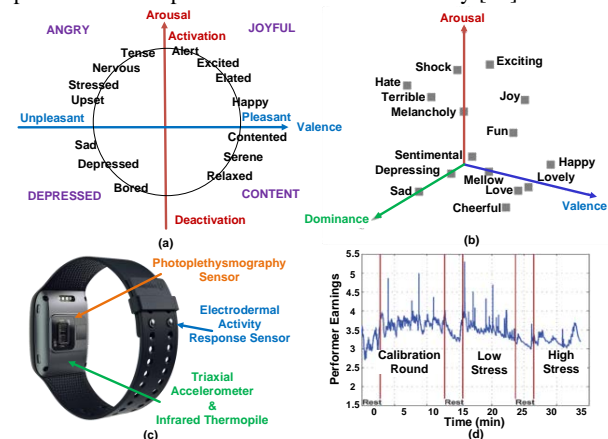 Arousal
ANGRY
JOYFUL
Activation
Tense
Alert
Nervous
Excited
Elated
Stressed
Upset
Happy
Unpleasant
Pleasant
Valence
Contented
Sad
Serene
Depressed
Relaxed
Bored
DEPRESSED
CONTENT
Deactivation
(a)
(b)
Arousal
Shock
Exciting
Hate
Terrible
Joy
Melancholy
Fun
Sentimental
Happy
Depressing
Lovely
Mellow
Sad
Love
Valence
Cheerful
Dominance
(b)
Photoplethysmography
Sensor
Electrodermal
Activity
Response Sensor
Triaxial
Accelerometer
&
Infrared Thermopile
(c)
Performer Earnings
5.5
5
4.5
4
3.5
3
2.5
2
1.5
Calibration
Round
Low
Stress
High
Stress
Rest
Rest
Rest
0 5 10 15 20 25 30 35
Time (min)
(d)